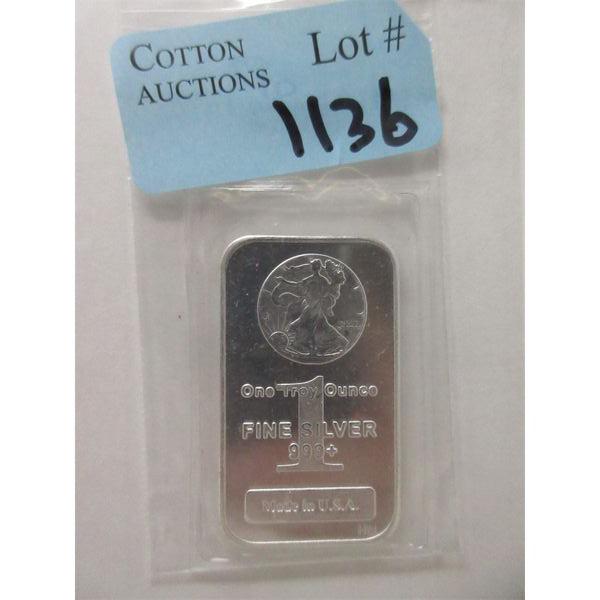 COTTON AUCTIONS
Lot #
1136
One Troy Ounce
1
FINE SILVER
999+
Made in U.S.A.